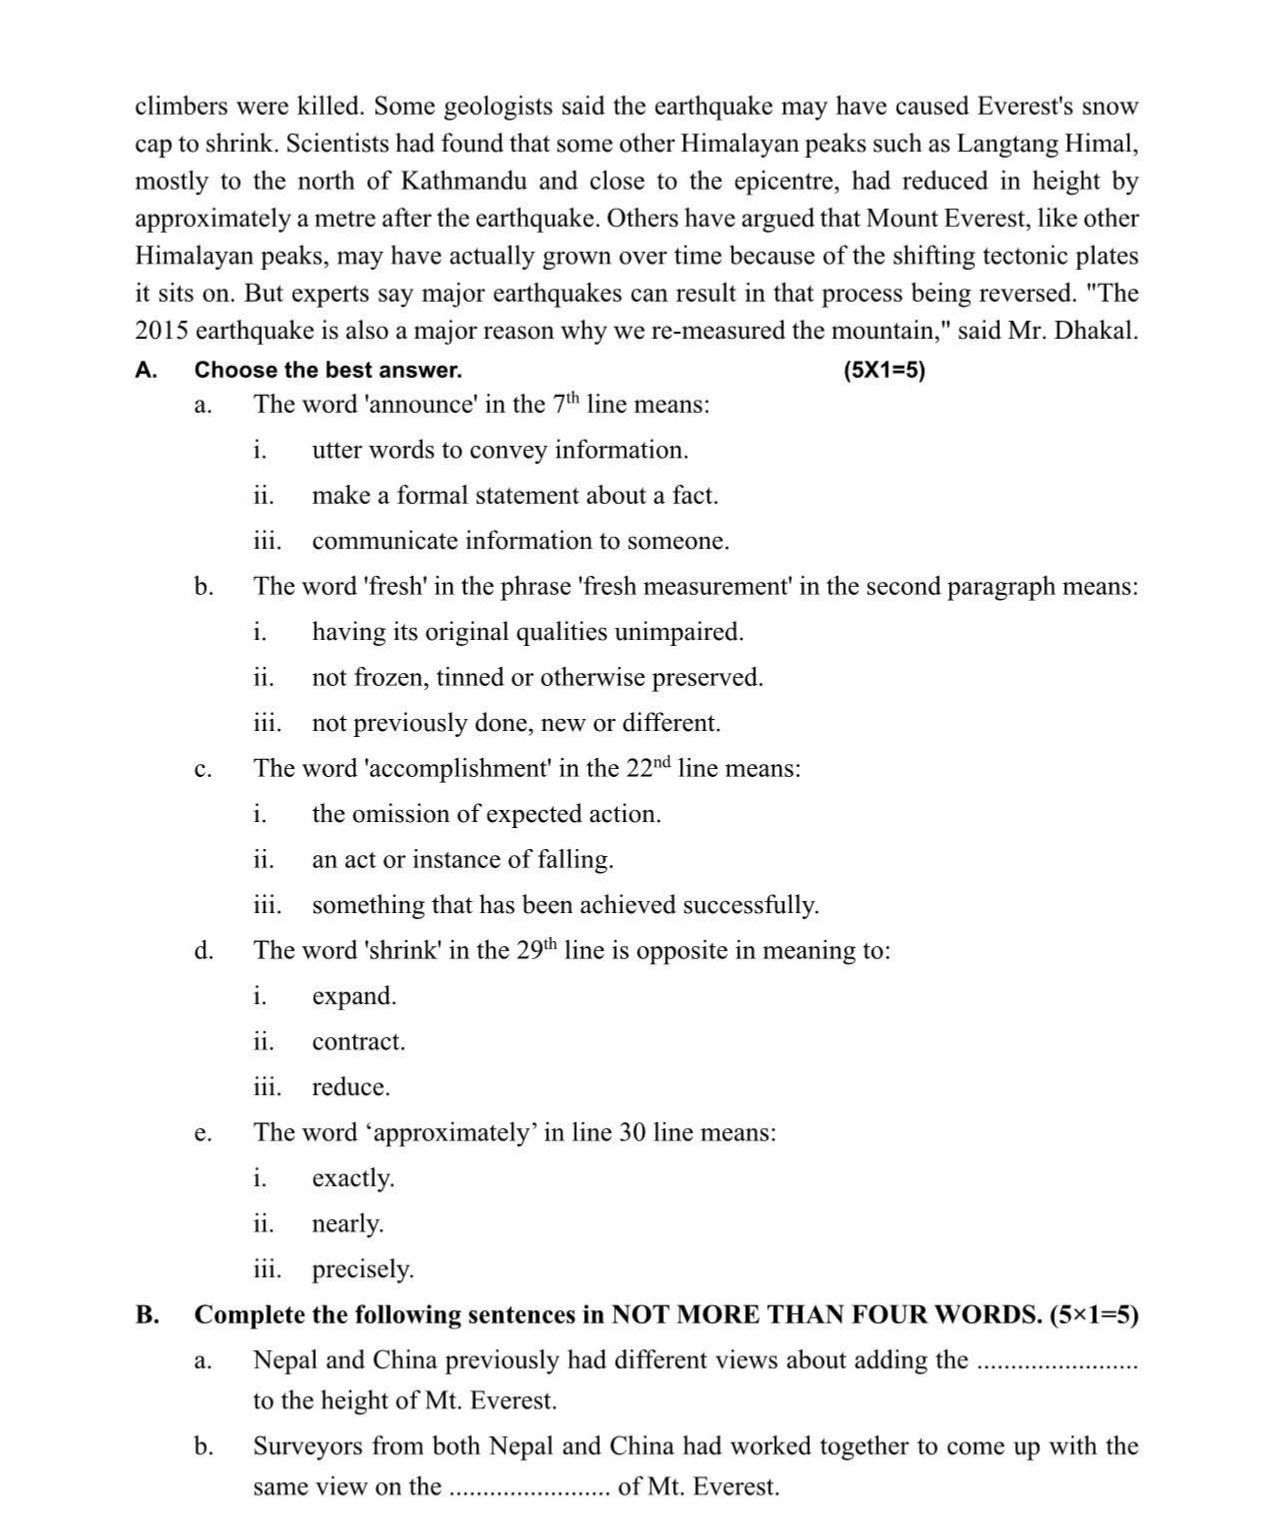 climbers were killed. Some geologists said the earthquake may have caused Everest's snow
cap to shrink. Scientists had found that some other Himalayan peaks such as Langtang Himal,
mostly to the north of Kathmandu and close to the epicentre, had reduced in height by
approximately a metre after the earthquake. Others have argued that Mount Everest, like other
Himalayan peaks, may have actually grown over time because of the shifting tectonic plates
it sits on. But experts say major earthquakes can result in that process being reversed. "The
2015 earthquake is also a major reason why we re-measured the mountain," said Mr. Dhakal.
A. Choose the best answer. (5X1=5)
a. The word 'announce' in the 7th line means:
i. utter words to convey information.
ii. make a formal statement about a fact.
iii. communicate information to someone.
b. The word 'fresh' in the phrase 'fresh measurement' in the second paragraph means:
i. having its original qualities unimpaired.
ii. not frozen, tinned or otherwise preserved.
iii. not previously done, new or different.
c. The word 'accomplishment' in the 22nd line means:
i. the omission of expected action.
ii. an act or instance of falling.
iii. something that has been achieved successfully.
d. The word 'shrink' in the 29th line is opposite in meaning to:
i. expand.
ii. contract.
iii. reduce.
e. The word ‘approximately’ in line 30 line means:
i. exactly.
ii. nearly.
iii. precisely.
B. Complete the following sentences in NOT MORE THAN FOUR WORDS. (5×1=5)
a. Nepal and China previously had different views about adding the ........................
to the height of Mt. Everest.
b. Surveyors from both Nepal and China had worked together to come up with the
same view on the ........................ of Mt. Everest.